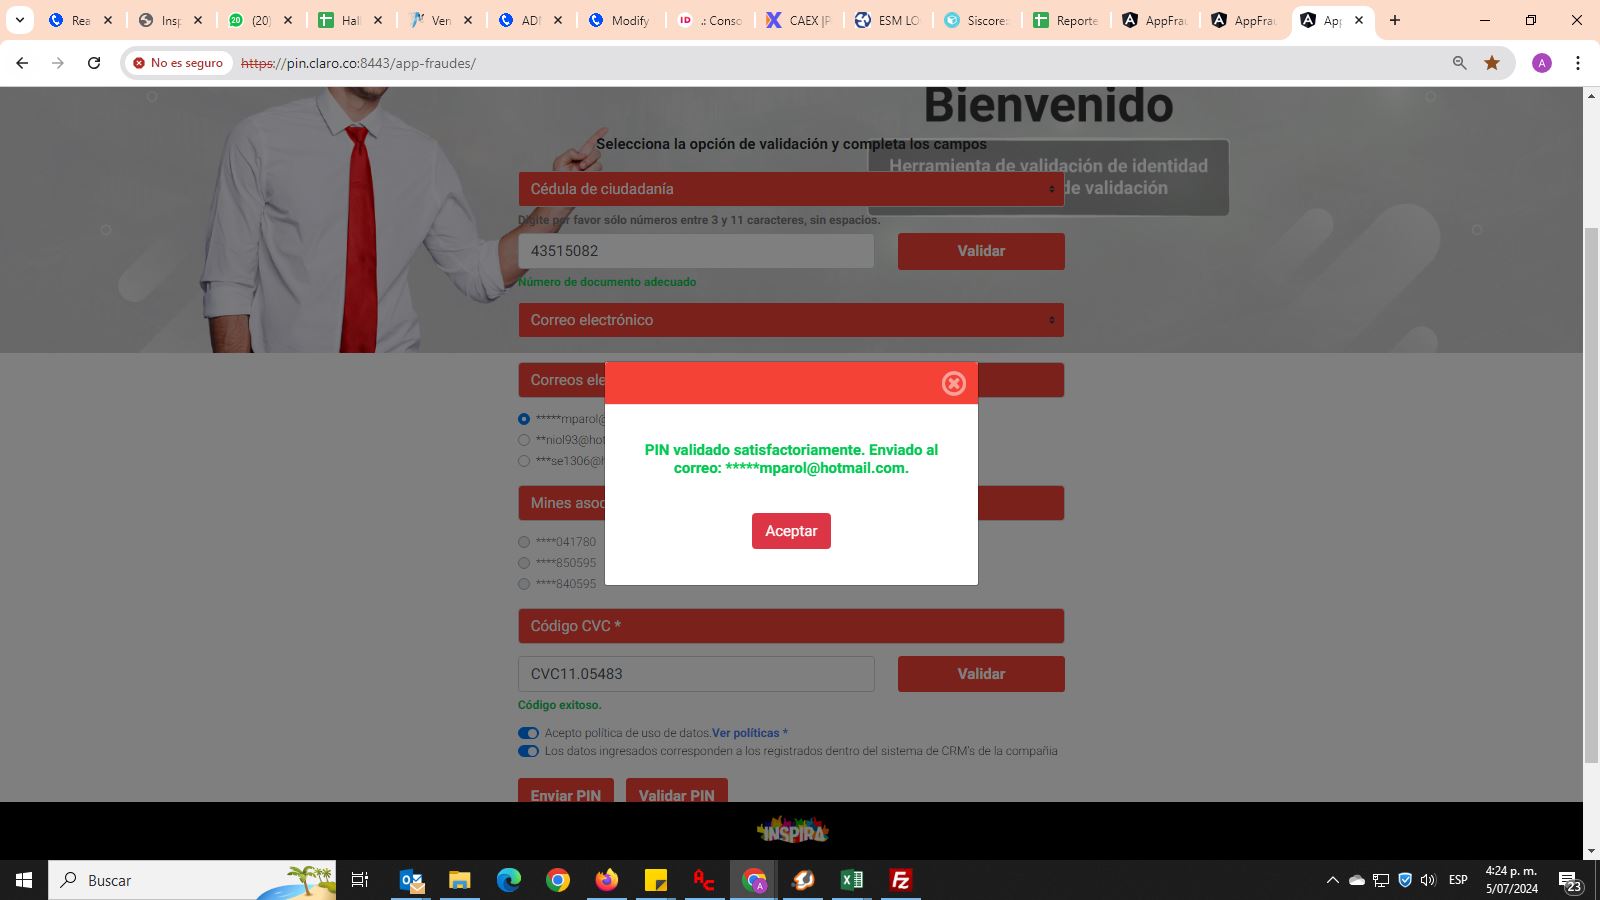 Rea
Insp
(20)
Hall
Ven
ADM
Modify
.: Conso
CAEX |P
ESM LO
Siscore
Reporte
AppFrau
AppFrau
App
No es seguro
https://pin.claro.co:8443/app-fraudes/
Bienvenido
Selecciona la opción de validación y completa los campos
Herramienta de validación de identidad
de validación
Cédula de ciudadanía
Digite por favor sólo números entre 3 y 11 caracteres, sin espacios.
43515082
Validar
Número de documento adecuado
Correo electrónico
Correos ele
*****mparol@
**niol93@hot
***se1306@h
PIN validado satisfactoriamente. Enviado al
correo: *****mparol@hotmail.com.
Aceptar
Mines asoc
****041780
****850595
****840595
Código CVC *
CVC11.05483
Validar
Código exitoso.
Acepto política de uso de datos.Ver políticas *
Los datos ingresados corresponden a los registrados dentro del sistema de CRM's de la compañia
Enviar PIN
Validar PIN
INSPIRA
Buscar
ESP
4:24 p. m.
5/07/2024
23